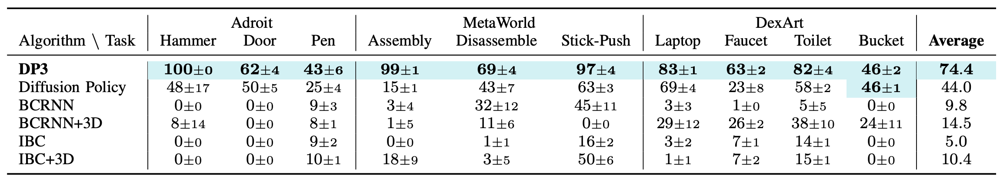 Adroit MetaWorld DexArt
Algorithm \ Task Hammer Door Pen Assembly Disassemble Stick-Push Laptop Faucet Toilet Bucket Average
DP3 100±0 62±4 43±6 99±1 69±4 97±4 83±1 63±2 82±4 46±2 74.4
Diffusion Policy 48±17 50±5 25±4 15±1 43±7 63±3 69±4 23±8 58±2 46±1 44.0
BCRNN 0±0 0±0 9±3 3±4 32±12 45±11 3±3 1±0 5±5 0±0 9.8
BCRNN+3D 8±14 0±0 8±1 1±5 11±6 0±0 29±12 26±2 38±10 24±11 14.5
IBC 0±0 0±0 9±2 0±0 1±1 16±2 3±2 7±1 14±1 0±0 5.0
IBC+3D 0±0 0±0 10±1 18±9 3±5 50±6 1±1 7±2 15±1 0±0 10.4